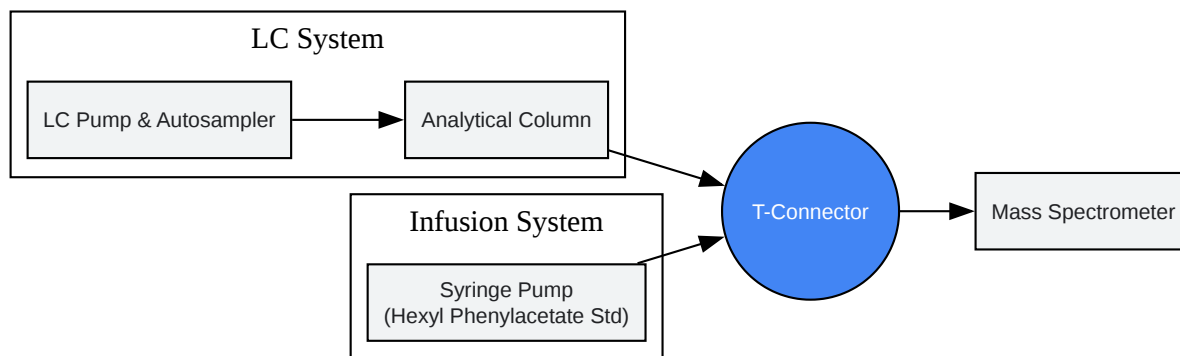 LC System
LC Pump & Autosampler
Analytical Column
Infusion System
Syringe Pump
(Hexyl Phenylacetate Std)
T-Connector
Mass Spectrometer